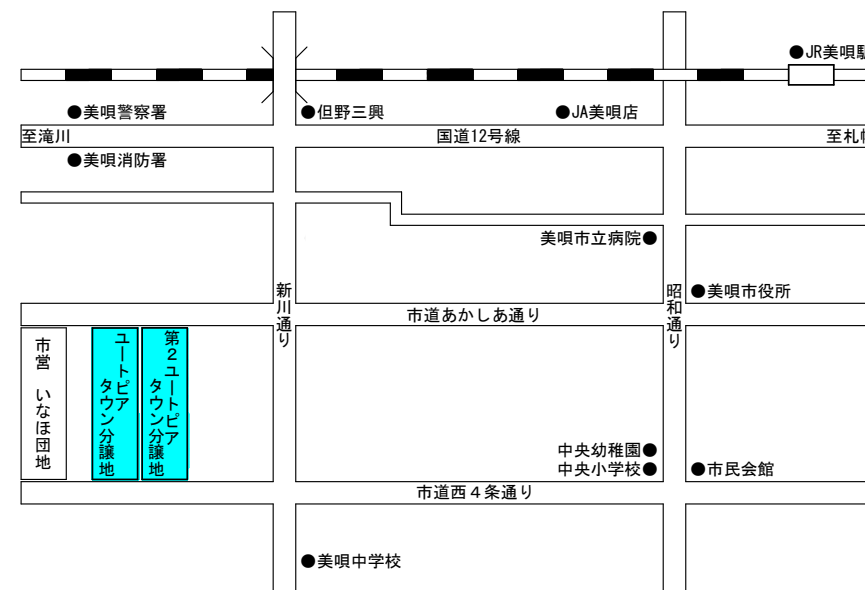 ●JR美唄駅
●美唄警察署
●但野三興
●JA美唄店
至滝川
国道12号線
至札幌
●美唄消防署
美唄市立病院●
新川通り
昭和通り
●美唄市役所
市道あかしあ通り
市営 いなほ団地
ユートピア
タウン分譲地
第2ユートピア
タウン分譲地
中央幼稚園●
中央小学校●
●市民会館
市道西4条通り
●美唄中学校